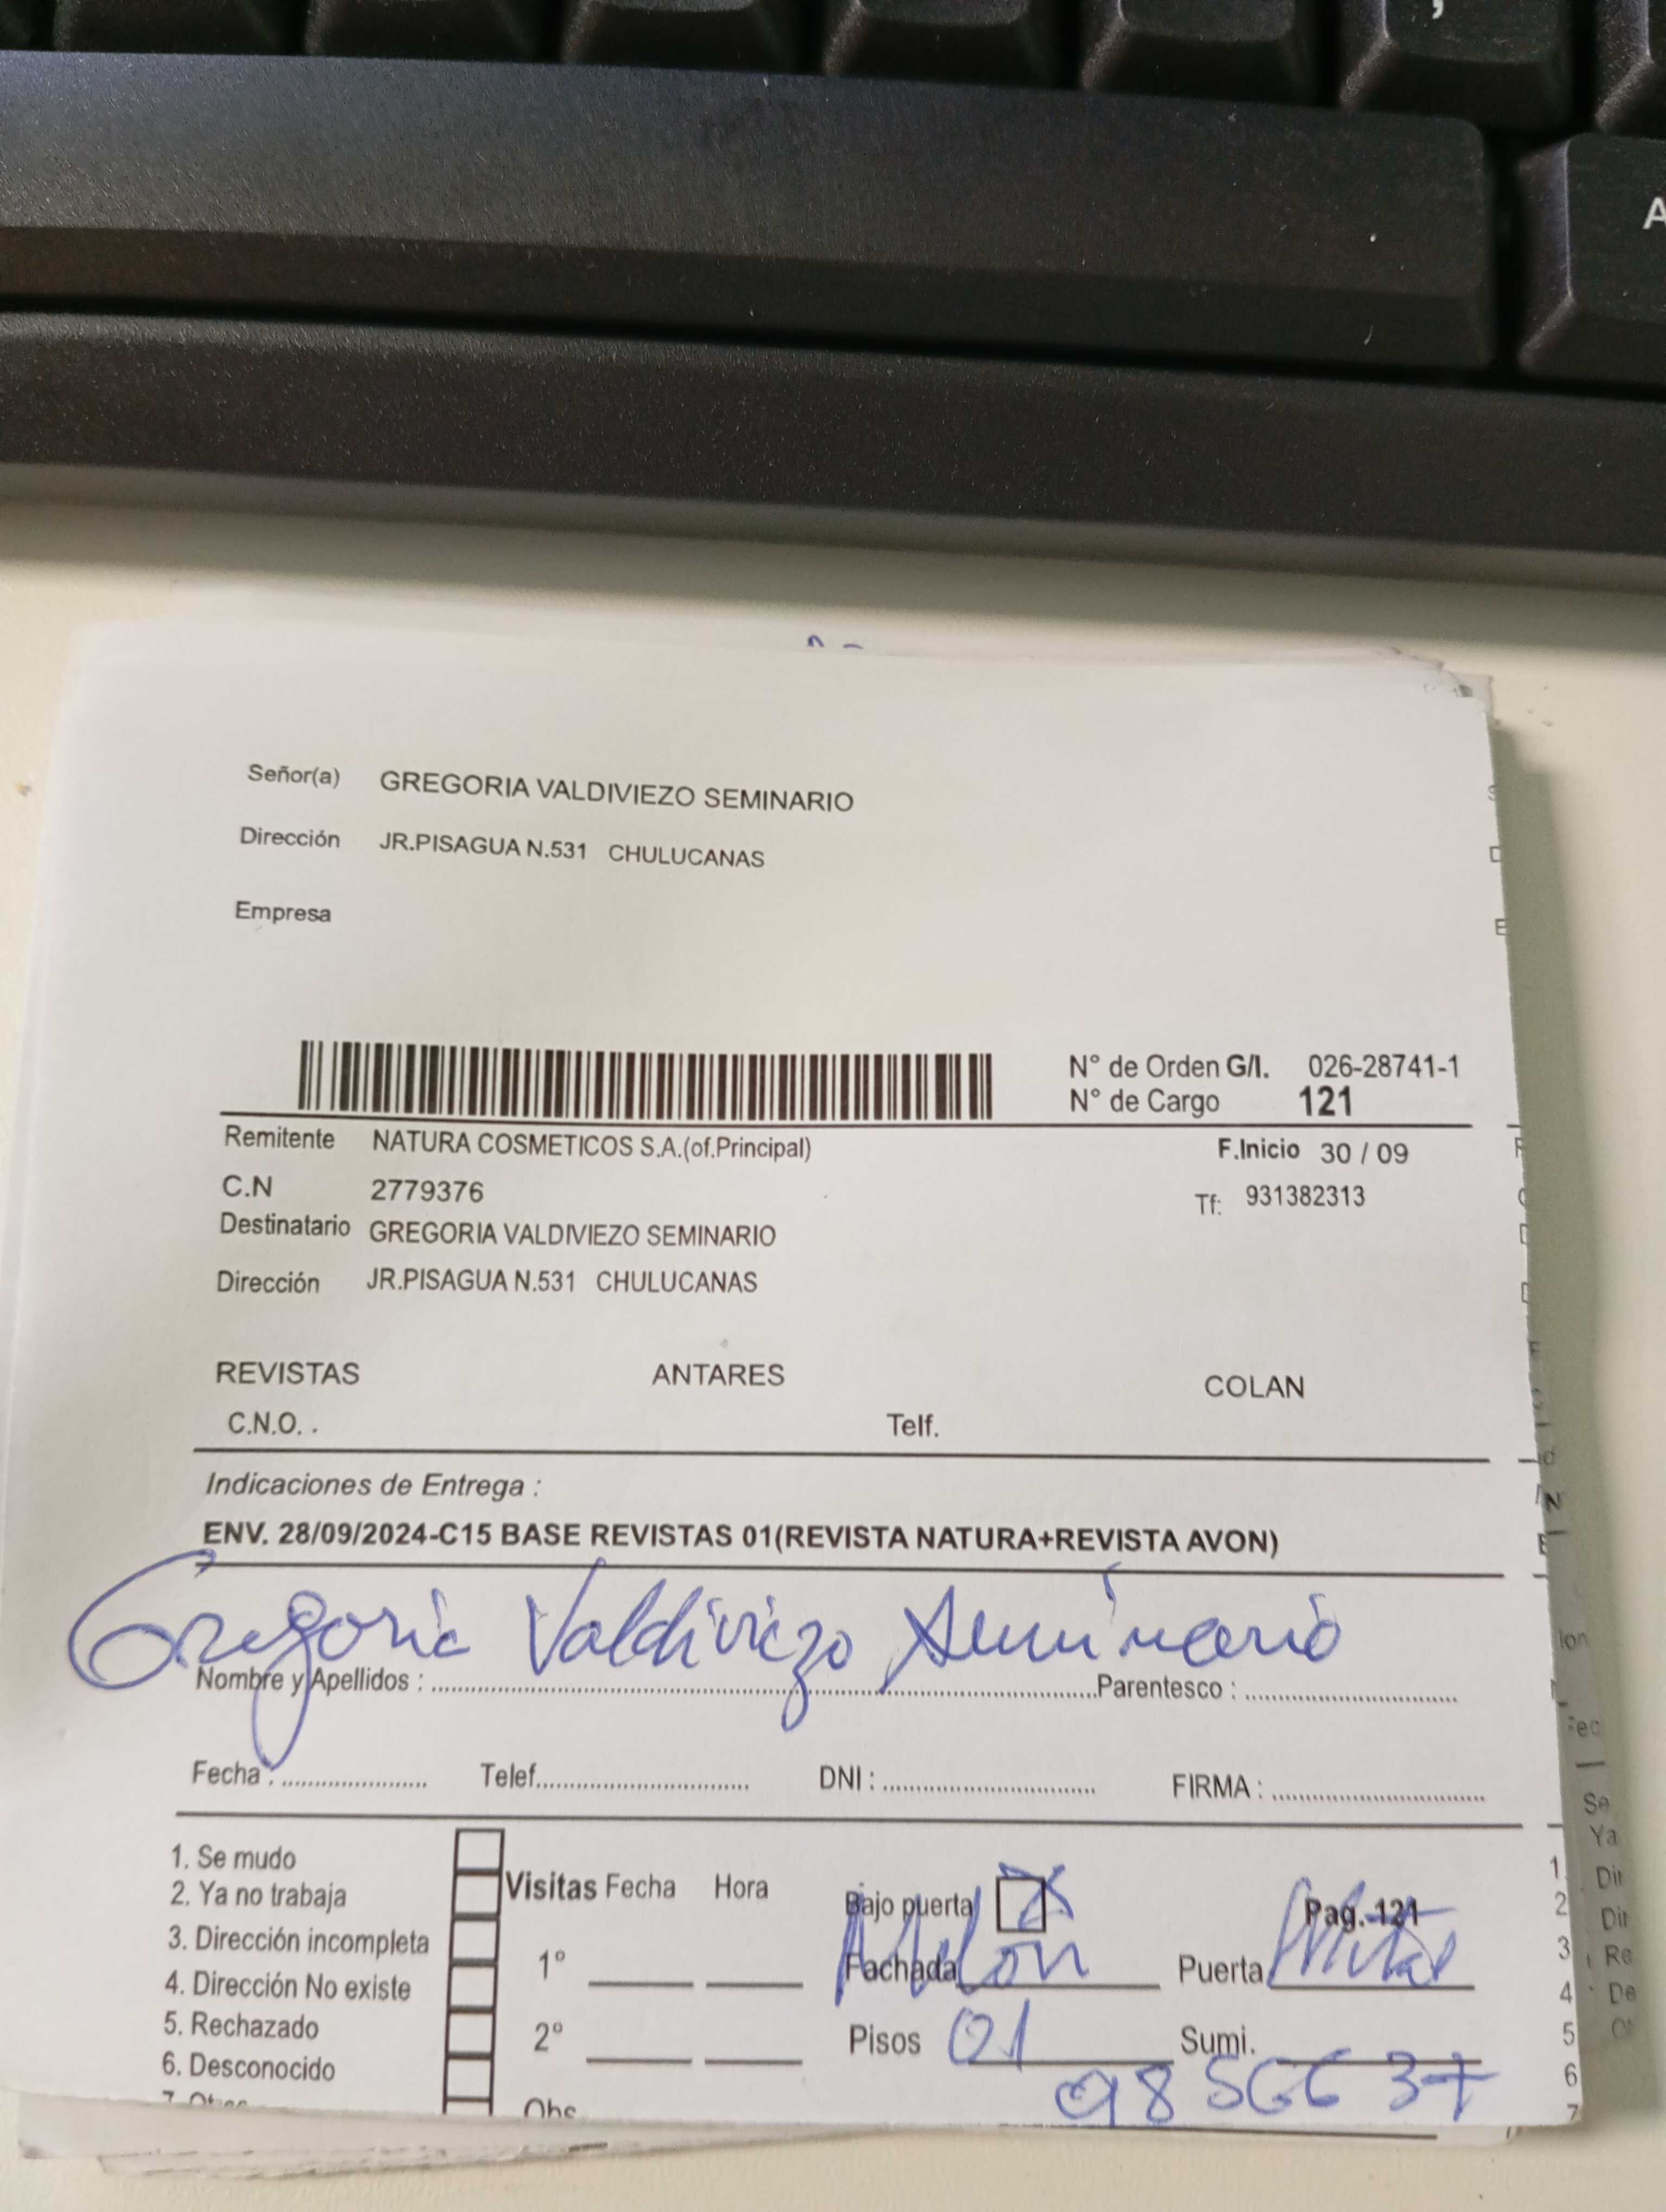 A
Señor(a) GREGORIA VALDIVIEZO SEMINARIO
Dirección JR.PISAGUA N.531 CHULUCANAS
Empresa
N° de Orden G/I. 026-28741-1
N° de Cargo 121
Remitente NATURA COSMETICOS S.A.(of.Principal) F.Inicio 30 / 09
C.N 2779376 Tf: 931382313
Destinatario GREGORIA VALDIVIEZO SEMINARIO
Dirección JR.PISAGUA N.531 CHULUCANAS
REVISTAS ANTARES COLAN
C.N.O. . Telf.
Indicaciones de Entrega :
ENV. 28/09/2024-C15 BASE REVISTAS 01(REVISTA NATURA+REVISTA AVON)
Gregoria Valdiviezo Seminario
Nombre y Apellidos : Parentesco :
Fecha : Telef. DNI : FIRMA :
1. Se mudo
2. Ya no trabaja
3. Dirección incompleta
4. Dirección No existe
5. Rechazado
6. Desconocido
7. Otros
Visitas Fecha Hora
1°
2°
Obs
Bajo puerta Pag. 121
Fachada Puerta
Pisos 01 Sumi.